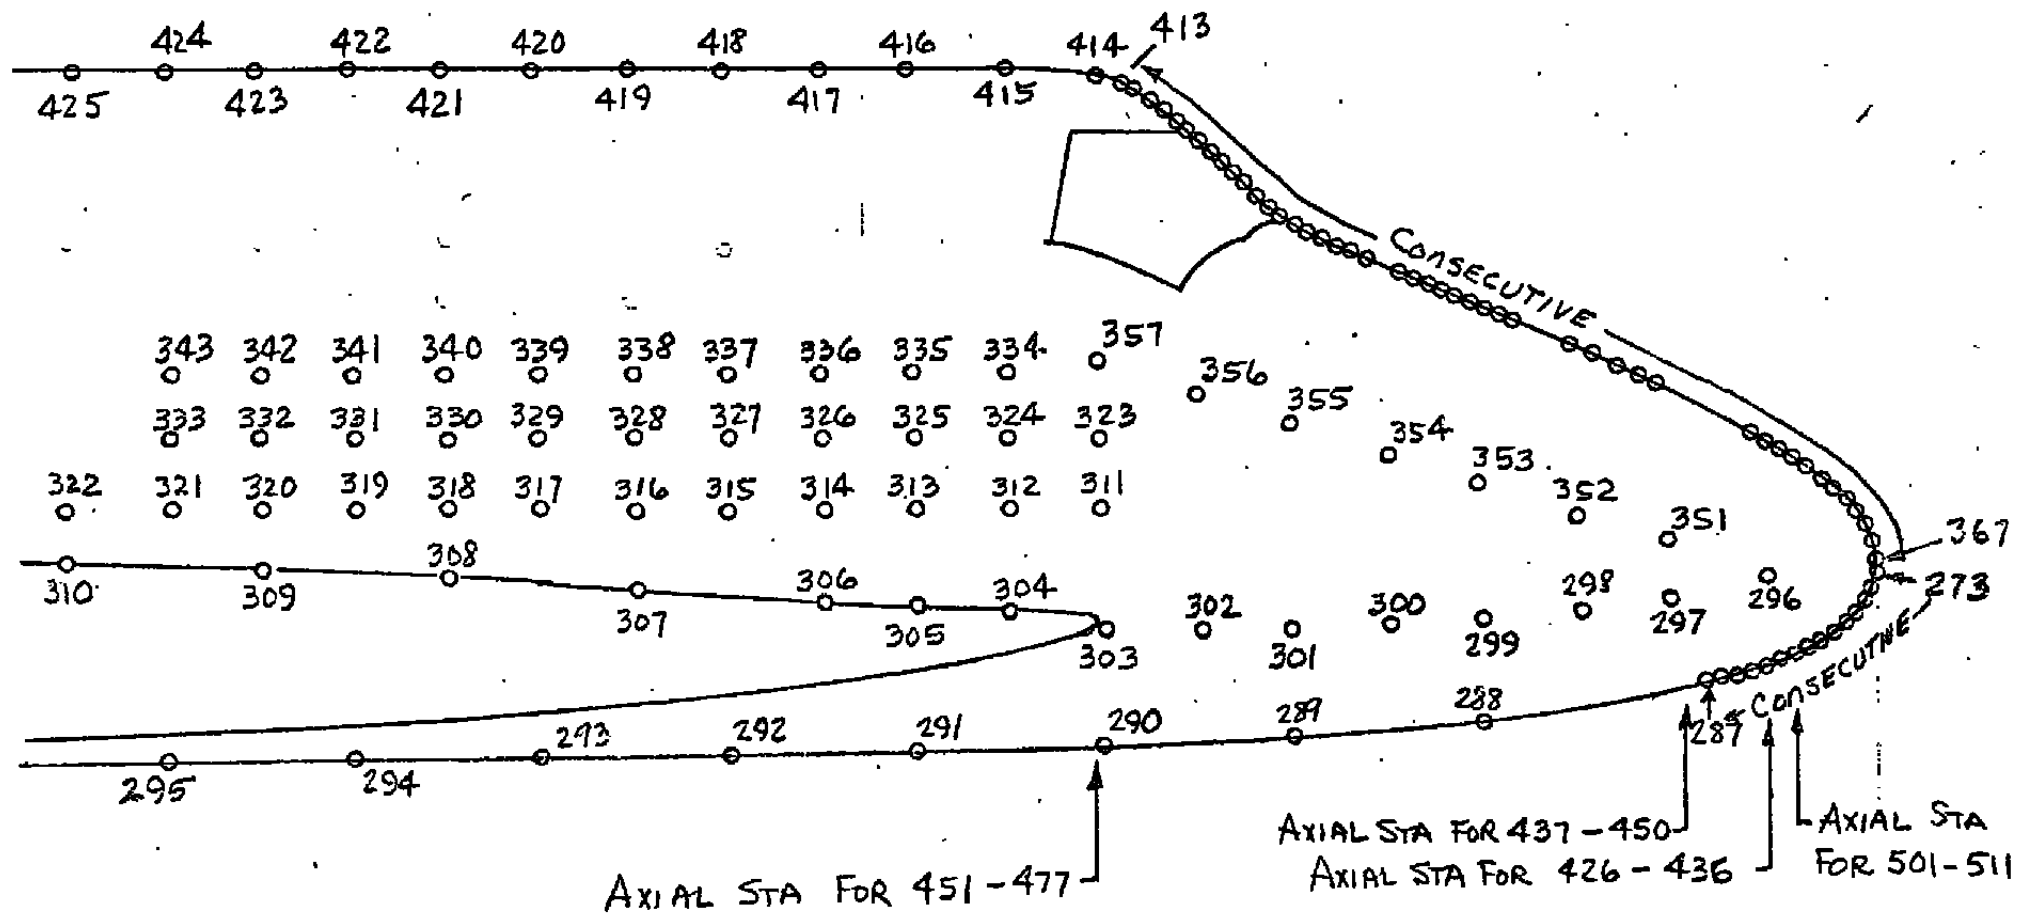 424 422 420 418 416 414 413
425 423 421 419 417 415
CONSECUTIVE
343 342 341 340 339 338 337 336 335 334 357
356
333 332 331 330 329 328 327 326 325 324 323 355
354
322 321 320 319 318 317 316 315 314 313 312 311 353
352
351
367
310 309 308 307 306 305 304 303 302 301 300 299 298 297 296 273
CONSECUTIVE
295 294 293 292 291 290 289 288 287
AXIAL STA FOR 437-450
AXIAL STA
FOR 501-511
AXIAL STA FOR 426-436
AXIAL STA FOR 451-477